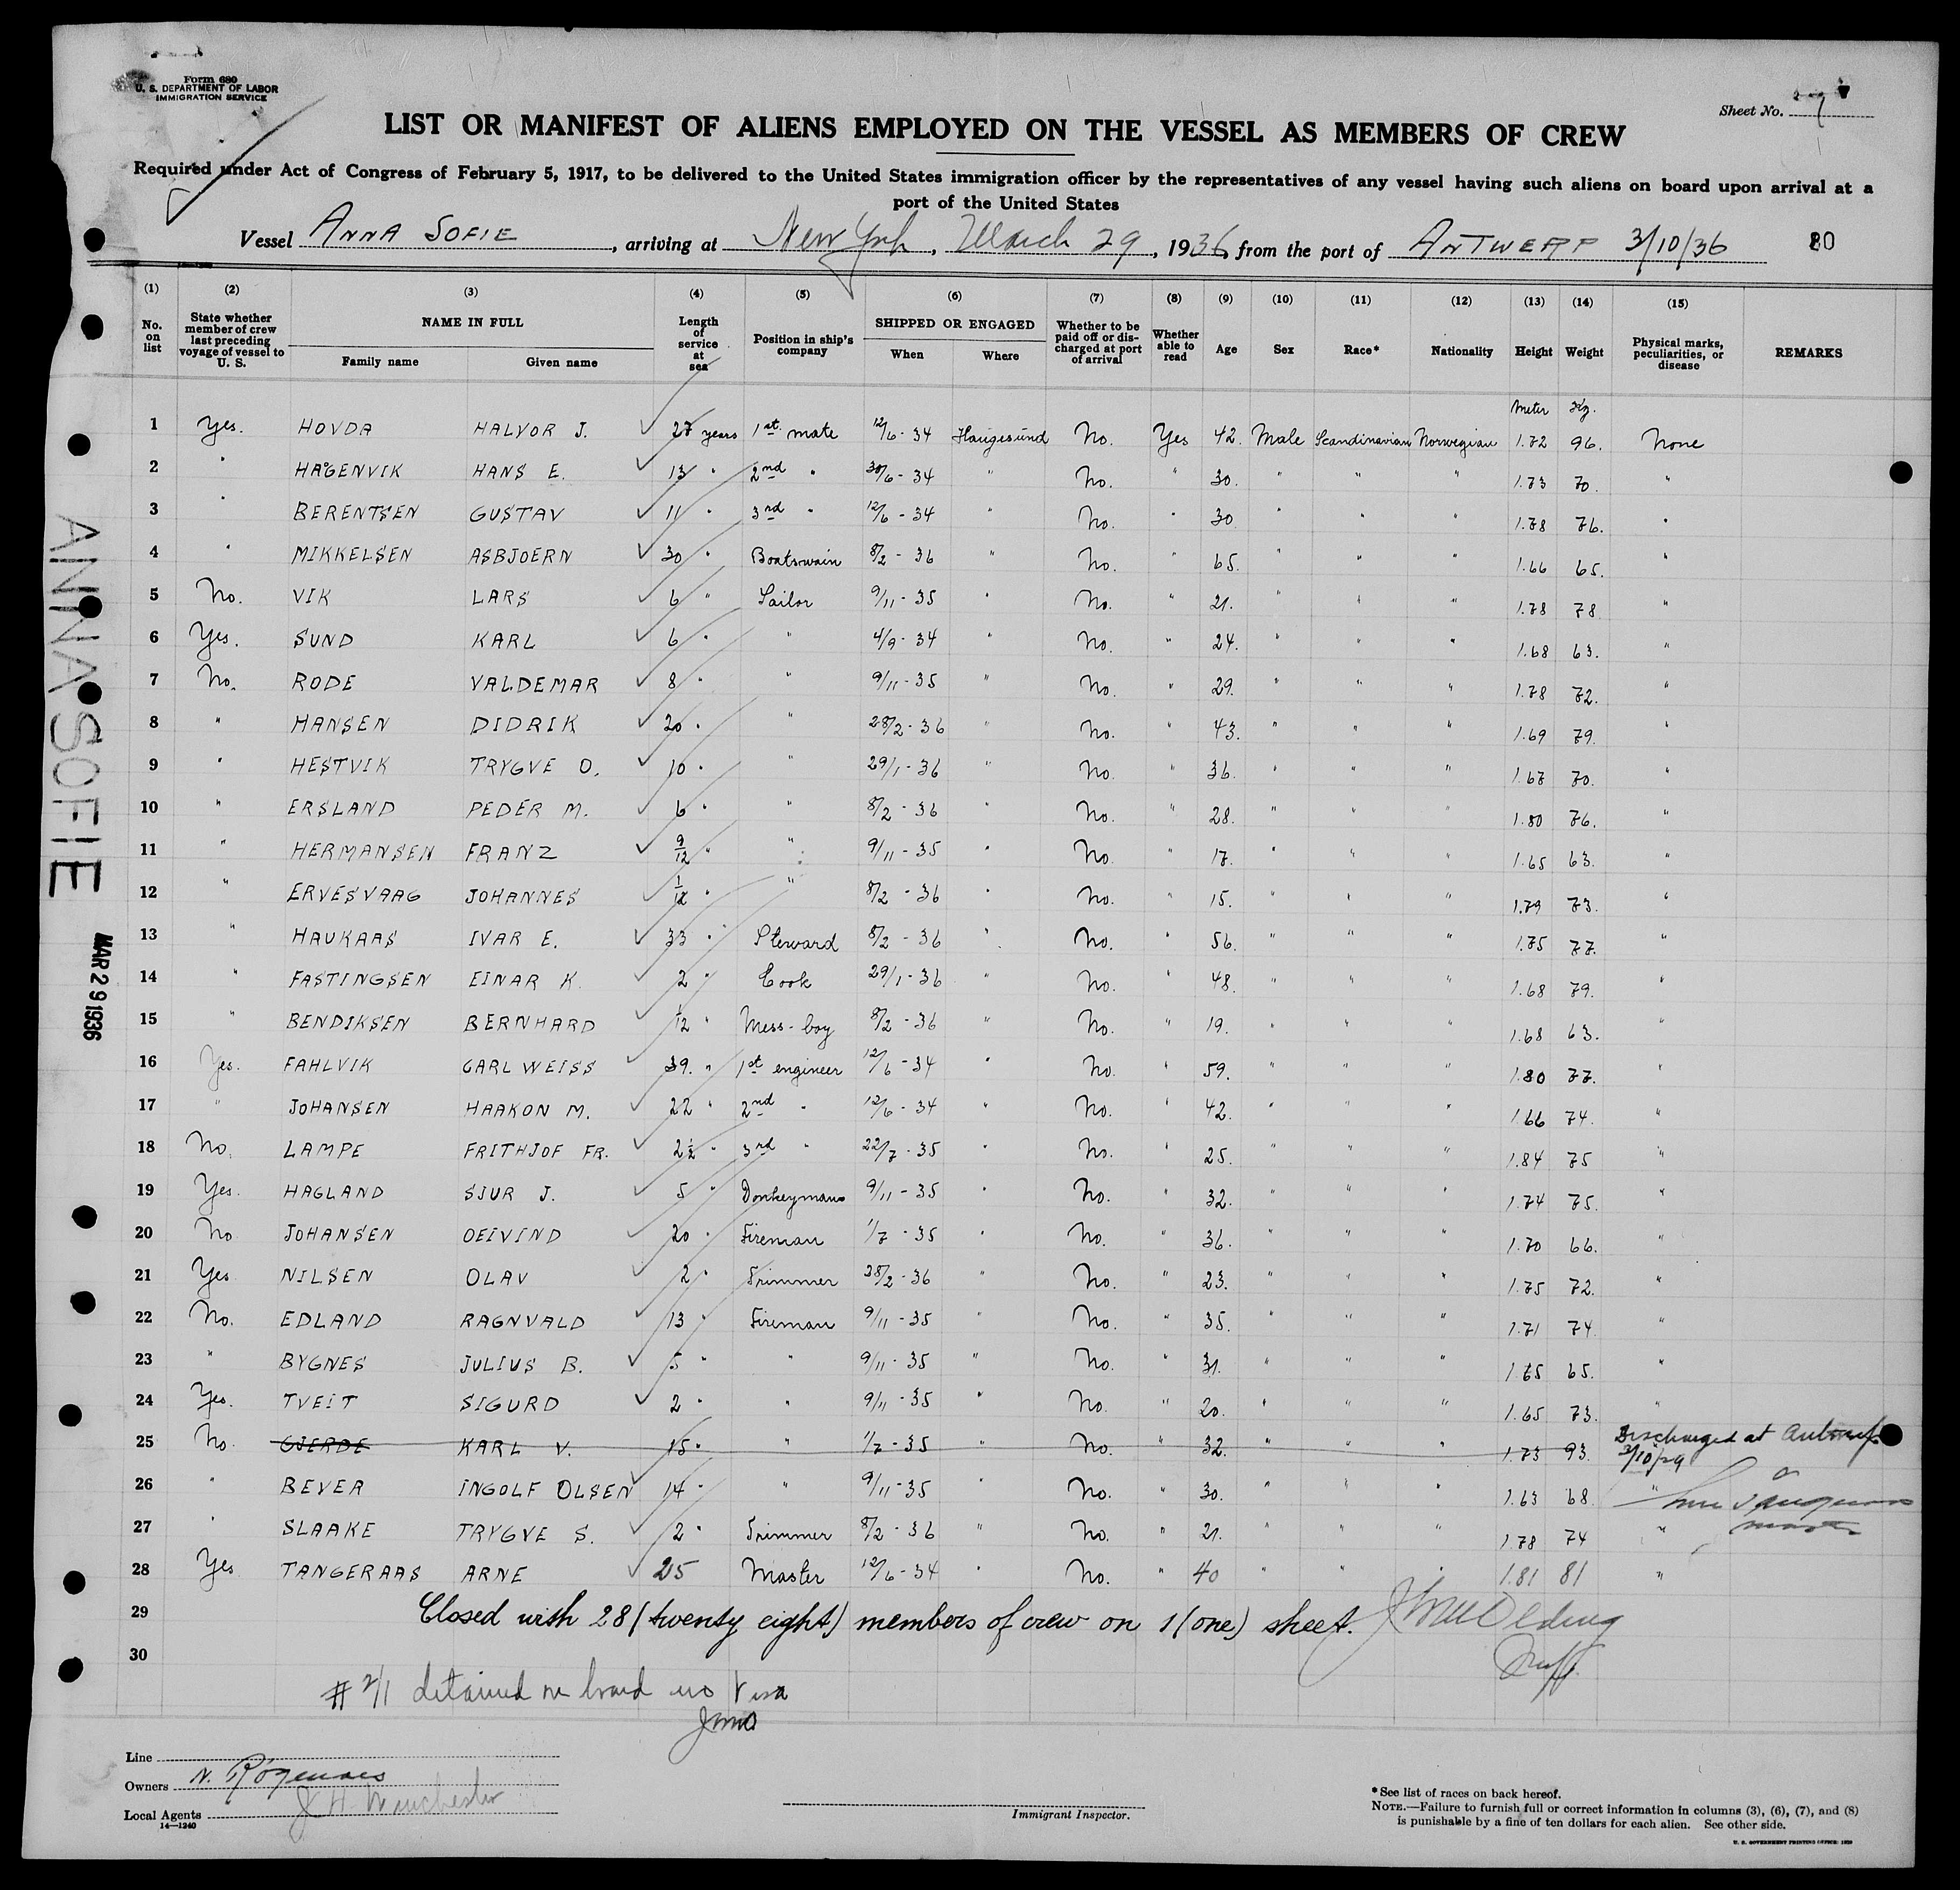 Form 680
U. S. DEPARTMENT OF LABOR
IMMIGRATION SERVICE
Sheet No. 1
LIST OR MANIFEST OF ALIENS EMPLOYED ON THE VESSEL AS MEMBERS OF CREW
Required under Act of Congress of February 5, 1917, to be delivered to the United States immigration officer by the representatives of any vessel having such aliens on board upon arrival at a
port of the United States
Vessel ANNA SOFIE, arriving at New York, March 29, 1936, from the port of ANTWERP 3/10/36
(1) (2) (3) (4) (5) (6) (7) (8) (9) (10) (11) (12) (13) (14) (15)
No. on list
State whether member of crew last preceding voyage of vessel to U. S.
NAME IN FULL
Family name Given name
Length of service at sea
Position in ship's company
SHIPPED OR ENGAGED
When Where
Whether to be paid off or discharged at port of arrival
Whether able to read
Age
Sex
Race*
Nationality
Height
Weight
Physical marks, peculiarities, or disease
REMARKS
Meter Kg.
1 Yes. HOVDA HALVOR J. 27 years 1st mate 12/6 - 34 Haugesund No. Yes 42. Male Scandinavian Norwegian 1.72 96. None
2 " HAGENVIK HANS E. 13 " 2nd " 30/6 - 34 " No. " 30. " " " 1.73 70. "
3 " BERENTSEN GUSTAV 11 " 3rd " 12/6 - 34 " No. " 30 " " " 1.78 76. "
4 " MIKKELSEN ASBJOERN 30 " Boatswain 8/2 - 36 " No. " 65. " " " 1.66 65. "
5 No. VIK LARS 6 " Sailor 9/11 - 35 " No. " 21. " " " 1.78 78 "
6 Yes. SUND KARL 6 " " 4/9 - 34 " No. " 24. " " " 1.68 63. "
7 No. RODE VALDEMAR 8 " " 9/11 - 35 " No. " 29. " " " 1.78 72. "
8 " HANSEN DIDRIK 20 " " 28/2 - 36 " No. " 43. " " " 1.69 79. "
9 " HESTVIK TRYGVE O. 10 " " 29/1 - 36 " No. " 36. " " " 1.67 70. "
10 " ERSLAND PEDER M. 6 " " 8/2 - 36 " No. " 28. " " " 1.80 76. "
11 " HERMANSEN FRANZ 9/12 " " 9/11 - 35 " No. " 17. " " " 1.65 63. "
12 " ERVESVAAG JOHANNES 1/12 " " 8/2 - 36 " No. " 15. " " " 1.79 73. "
13 " HAUKAAS IVAR E. 33 " Steward 8/2 - 36 " No. " 56. " " " 1.75 77. "
14 " FASTINGSEN EINAR K. 2 " Cook 29/1 - 36 " No. " 48. " " " 1.68 79. "
15 " BENDIKSEN BERNHARD 1/12 " Mess-boy 8/2 - 36 " No. " 19. " " " 1.68 63. "
16 Yes. FAHLVIK CARL WEISS 39. " 1st engineer 12/6 - 34 " No. " 59. " " " 1.80 77. "
17 " JOHANSEN HAAKON M. 22 " 2nd " 12/6 - 34 " No. " 42. " " " 1.66 74. "
18 No. LAMPE FRITHJOF FR. 2½ " 3rd " 22/7 - 35 " No. " 25. " " " 1.84 75 "
19 Yes. HAGLAND SJUR J. 5 " Donkeyman 9/11 - 35 " No. " 32. " " " 1.74 75. "
20 No JOHANSEN OEIVIND 20 " Fireman 1/7 - 35 " No. " 36. " " " 1.70 66. "
21 Yes NILSEN OLAV 2 " Trimmer 28/2 - 36 " No. " 23. " " " 1.75 72. "
22 No. EDLAND RAGNVALD 13 " Fireman 9/11 - 35 " No. " 35. " " " 1.71 74. "
23 " BYGNES JULIUS B. 5 " " 9/11 - 35 " No. " 31. " " " 1.65 65. "
24 Yes. TVEIT SIGURD 2 " " 9/11 - 35 " No. " 20. " " " 1.65 73. "
25 No. GJERDE KARL V. 15 " " 1/7 - 35 " No. " 32. " " " 1.73 93. Discharged at Antwerp
26 " BEVER INGOLF OLSEN 14 " " 9/11 - 35 No. " 30. " " " 1.63 68. "
27 " SLAAKE TRYGVE S. 2 " Trimmer 8/2 - 36 " No. " 21. " " " 1.78 74 "
master
28 Yes TANGERAAS ARNE 25 Master 12/6 - 34 " No. " 40 " " " 1.81 81 "
29 Closed with 28 (twenty eight) members of crew on 1 (one) sheet.
30
detained on board no Visa
Line
Owners N. Rogenaes
Local Agents J H Winchester
14—1240
Immigrant Inspector.
*See list of races on back hereof.
NOTE.—Failure to furnish full or correct information in columns (3), (6), (7), and (8)
is punishable by a fine of ten dollars for each alien. See other side.
ANNA SOFIE
MAR 29 1936